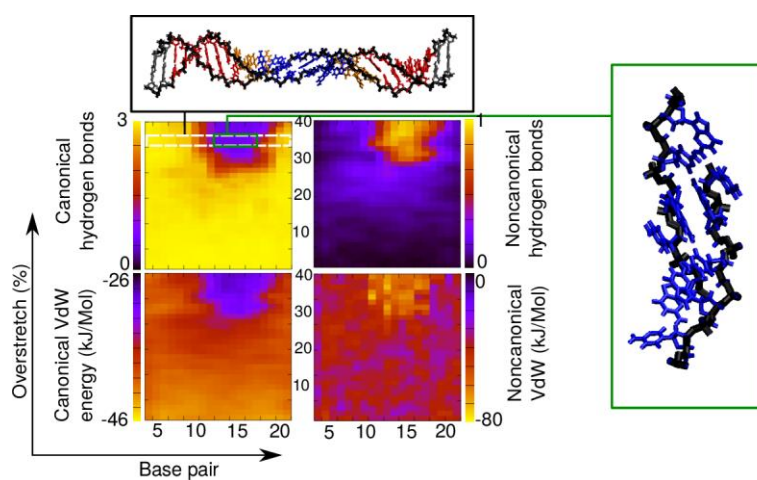 3
Canonical
hydrogen bonds
0
40
30
20
10
1
0
Noncanonical
hydrogen bonds
-26
Canonical VdW
energy (kJ/Mol)
-46
40
30
20
10
0
-80
Noncanonical
VdW (kJ/Mol)
Overstretch (%)
5 10 15 20
5 10 15 20
Base pair